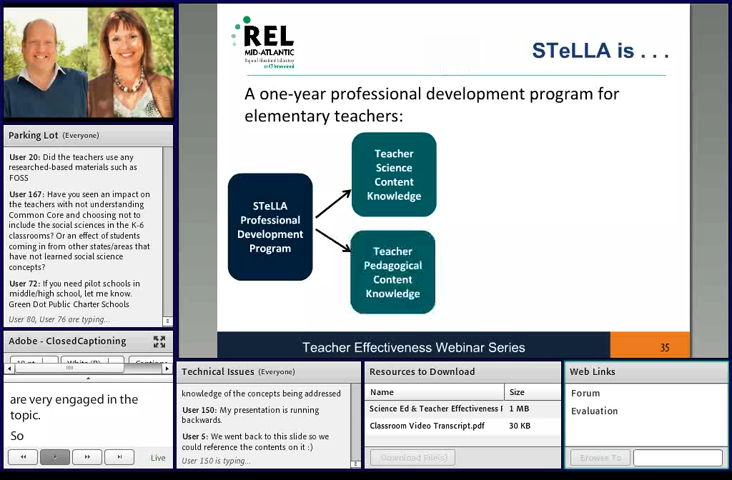 REL
MID-ATLANTIC
STeLLA is . . .
A one-year professional development program for
elementary teachers:
STeLLA
Professional
Development
Program
Teacher
Science
Content
Knowledge
Teacher
Pedagogical
Content
Knowledge
Teacher Effectiveness Webinar Series
35
Parking Lot (Everyone)
User 20: Did the teachers use any
researched-based materials such as
FOSS
User 167: Have you seen an impact on
the teachers with not understanding
Common Core and choosing not to
include the social sciences in the K-6
classrooms? Or an effect of students
coming in from other states/areas that
have not learned social science
concepts?
User 72: If you need pilot schools in
middle/high school, let me know.
Green Dot Public Charter Schools
User 80, User 76 are typing...
Adobe - ClosedCaptioning
are very engaged in the
topic.
So
Live
Technical Issues (Everyone)
knowledge of the concepts being addressed
User 150: My presentation is running
backwards.
User 5: We went back to this slide so we
could reference the contents on it :)
User 150 is typing...
Resources to Download
Name Size
Science Ed & Teacher Effectiveness 1 MB
Classroom Video Transcript.pdf 30 KB
Download File(s)
Web Links
Forum
Evaluation
Browse To